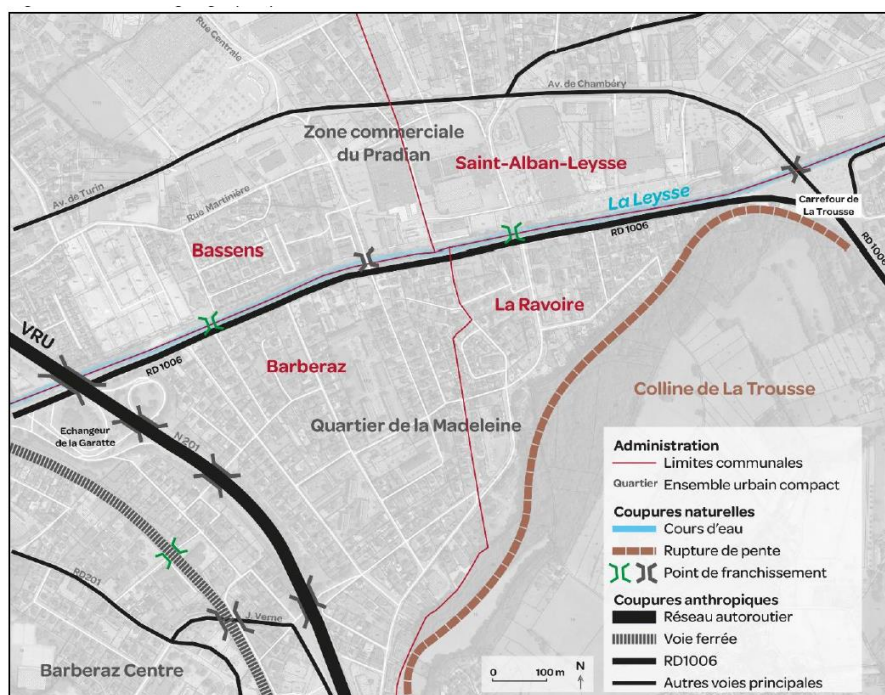 Rue Centrale
Av. de Chambéry
Zone commerciale
du Pradian
Saint-Alban-Leysse
Av. de Turin
Rue Martinière
La Leysse
Carrefour de
La Trousse
RD 1006
RD 1006
Bassens
La Ravoire
VRU
RD 1006
Barberaz
Colline de La Trousse
Quartier de la Madeleine
Echangeur
de la Garatte
N 201
RD201
J. Verne
Barberaz Centre
0 100 m N
Administration
Limites communales
Quartier Ensemble urbain compact
Coupures naturelles
Cours d'eau
Rupture de pente
Point de franchissement
Coupures anthropiques
Réseau autoroutier
Voie ferrée
RD1006
Autres voies principales